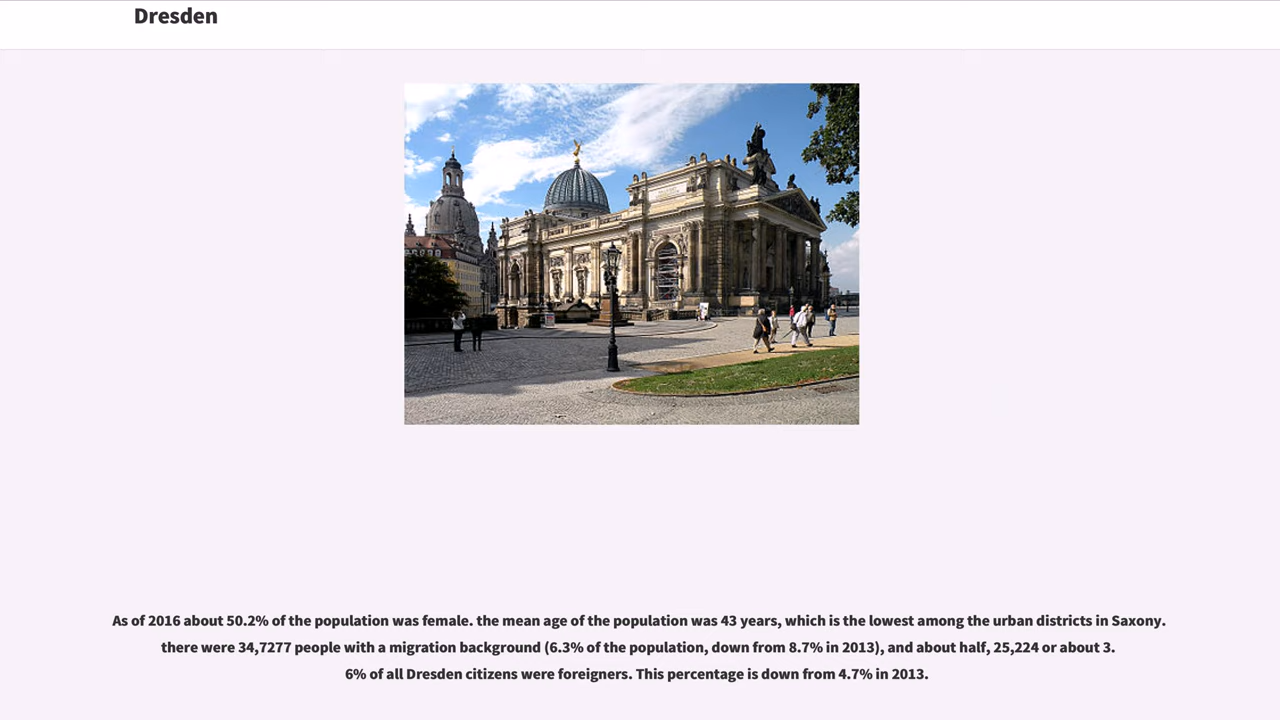 Dresden
As of 2016 about 50.2% of the population was female. the mean age of the population was 43 years, which is the lowest among the urban districts in Saxony.
there were 34,7277 people with a migration background (6.3% of the population, down from 8.7% in 2013), and about half, 25,224 or about 3.
6% of all Dresden citizens were foreigners. This percentage is down from 4.7% in 2013.